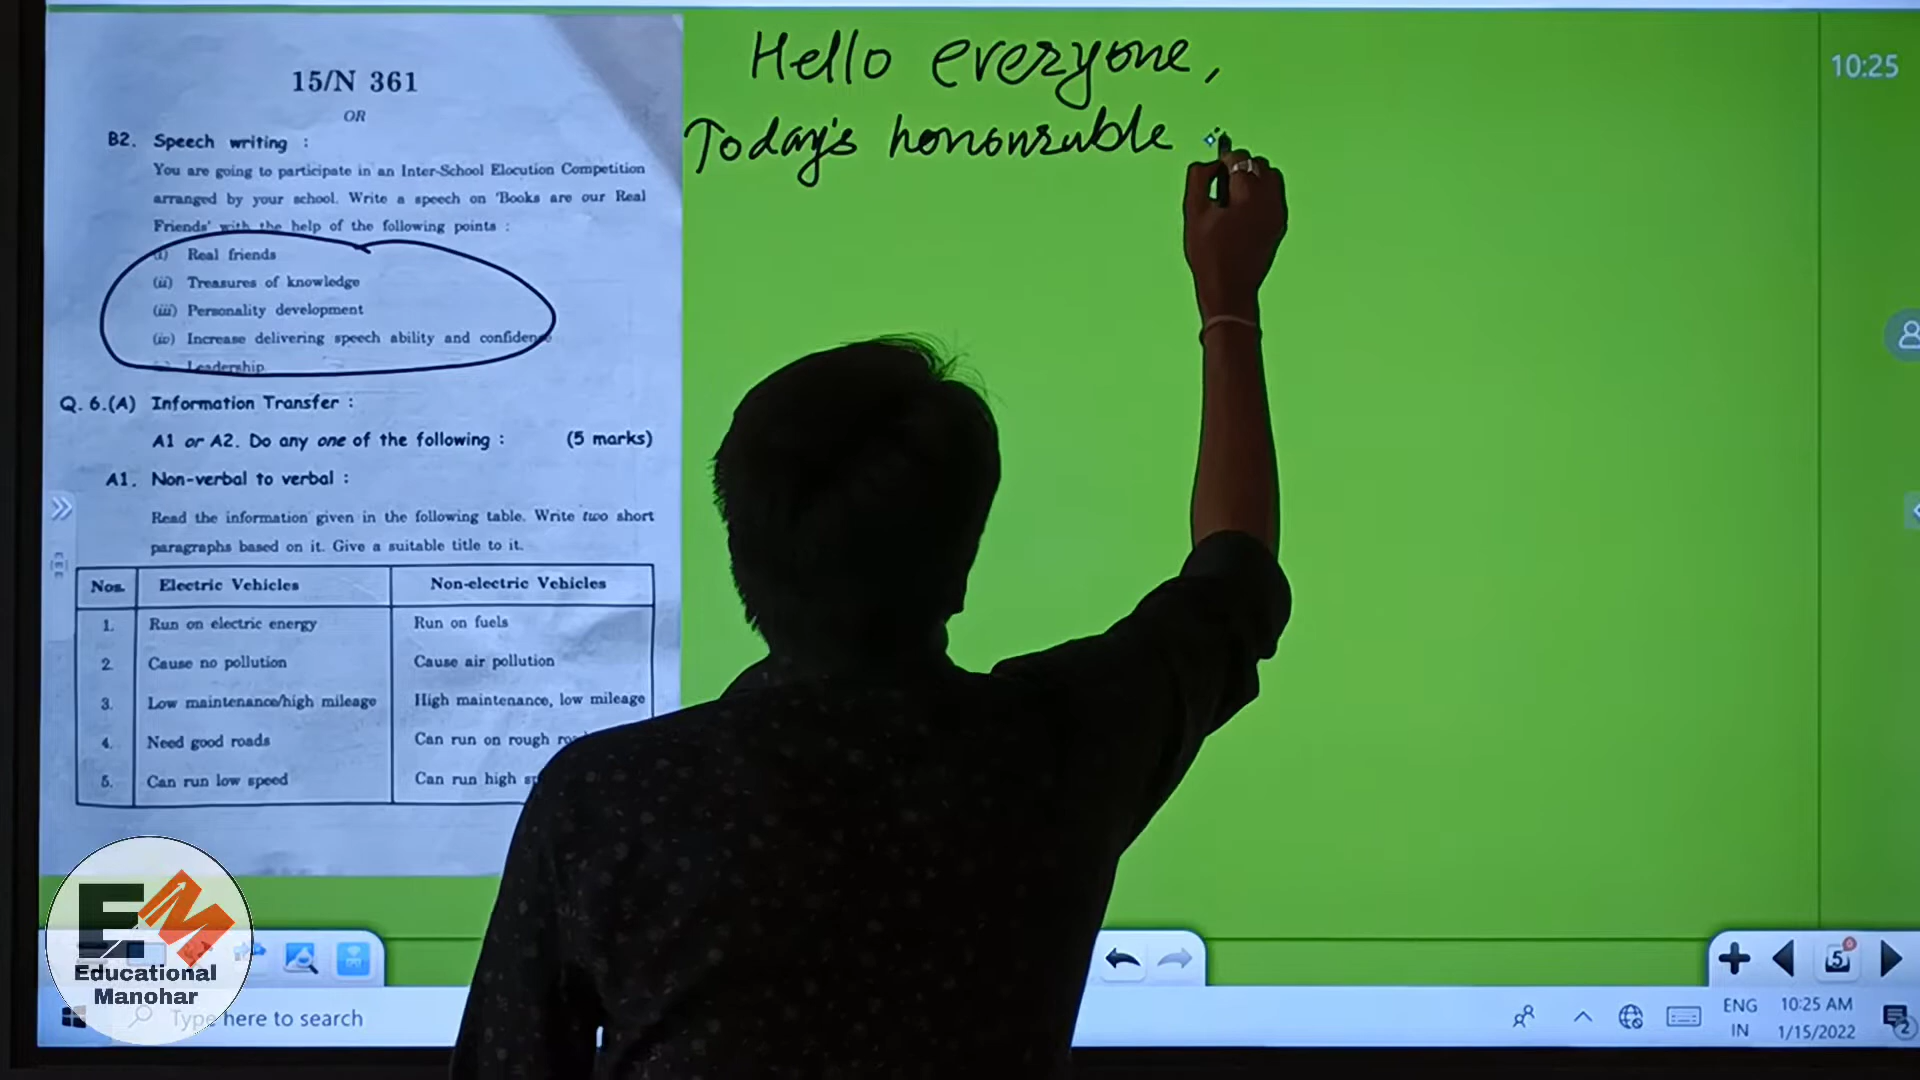 15/N 361
OR
B2. Speech writing :
You are going to participate in an Inter-School Elocution Competition
arranged by your school. Write a speech on 'Books are our Real
Friends' with the help of the following points :
(i) Real friends
(ii) Treasures of knowledge
(iii) Personality development
(iv) Increase delivering speech ability and confidence
Leadership
Q. 6.(A) Information Transfer :
A1 or A2. Do any one of the following : (5 marks)
A1. Non-verbal to verbal :
Read the information given in the following table. Write two short
paragraphs based on it. Give a suitable title to it.
Nos. Electric Vehicles Non-electric Vehicles
1. Run on electric energy Run on fuels
2. Cause no pollution Cause air pollution
3. Low maintenance/high mileage High maintenance, low mileage
4. Need good roads Can run on rough
5. Can run low speed Can run high
Hello everyone,
Today's honourable
10:25
EM
Educational
Manohar
Type here to search
5
ENG
IN
10:25 AM
1/15/2022
2